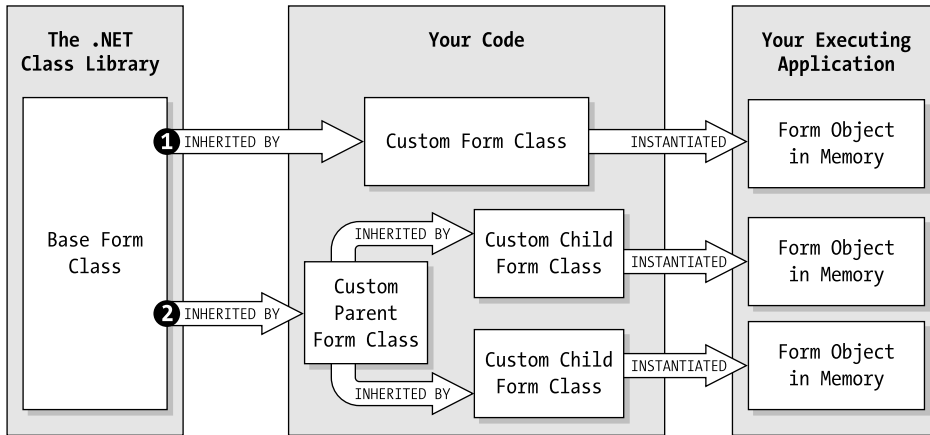 The .NET
Class Library
Your Code
Your Executing
Application
Base Form
Class
1
INHERITED BY
Custom Form Class
INSTANTIATED
Form Object
in Memory
2
INHERITED BY
Custom
Parent
Form Class
INHERITED BY
Custom Child
Form Class
INSTANTIATED
Form Object
in Memory
INHERITED BY
Custom Child
Form Class
INSTANTIATED
Form Object
in Memory